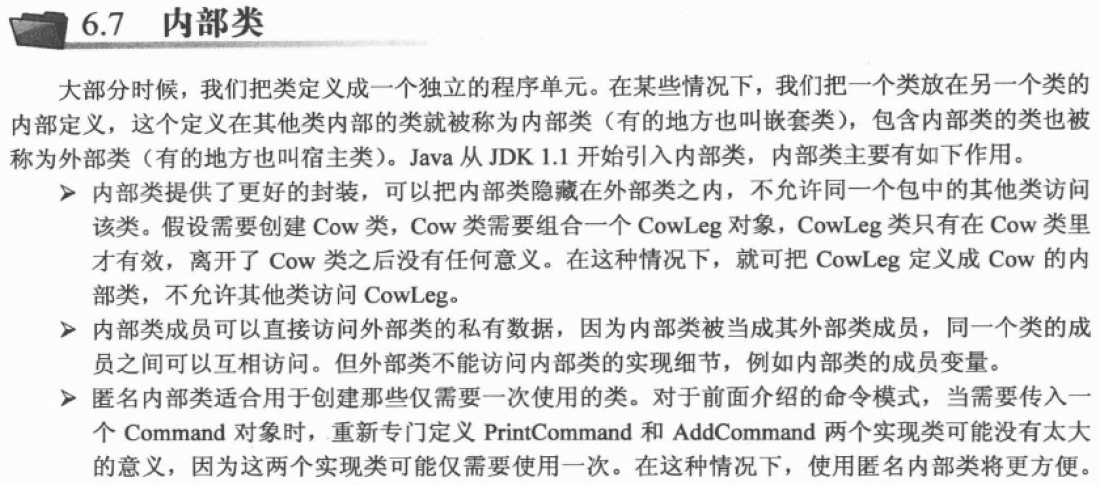 6.7 内部类
大部分时候，我们把类定义成一个独立的程序单元。在某些情况下，我们把一个类放在另一个类的
内部定义，这个定义在其他类内部的类就被称为内部类（有的地方也叫嵌套类），包含内部类的类也被
称为外部类（有的地方也叫宿主类）。Java 从 JDK 1.1 开始引入内部类，内部类主要有如下作用。
➢ 内部类提供了更好的封装，可以把内部类隐藏在外部类之内，不允许同一个包中的其他类访问
该类。假设需要创建 Cow 类，Cow 类需要组合一个 CowLeg 对象，CowLeg 类只有在 Cow 类里
才有效，离开了 Cow 类之后没有任何意义。在这种情况下，就可把 CowLeg 定义成 Cow 的内
部类，不允许其他类访问 CowLeg。
➢ 内部类成员可以直接访问外部类的私有数据，因为内部类被当成其外部类成员，同一个类的成
员之间可以互相访问。但外部类不能访问内部类的实现细节，例如内部类的成员变量。
➢ 匿名内部类适合用于创建那些仅需要一次使用的类。对于前面介绍的命令模式，当需要传入一
个 Command 对象时，重新专门定义 PrintCommand 和 AddCommand 两个实现类可能没有太大
的意义，因为这两个实现类可能仅需要使用一次。在这种情况下，使用匿名内部类将更方便。